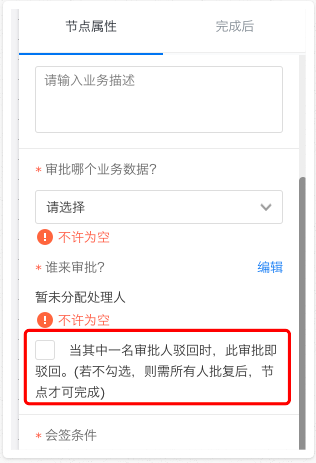 节点属性
完成后
请输入业务描述
* 审批哪个业务数据?
请选择
不许为空
* 谁来审批?
编辑
暂未分配处理人
不许为空
当其中一名审批人驳回时，此审批即
驳回。(若不勾选，则需所有人批复后，节
点才可完成)
* 会签条件